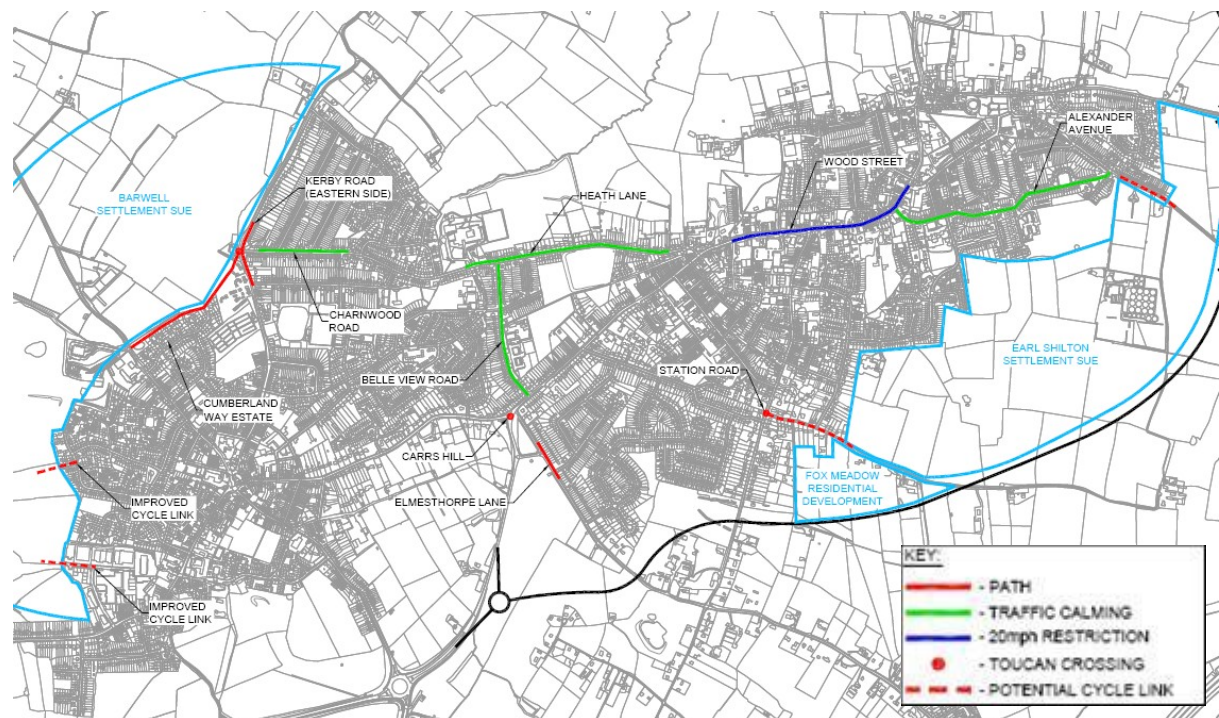 ALEXANDER
AVENUE
WOOD STREET
KERBY ROAD
(EASTERN SIDE)
HEATH LANE
BARWELL
SETTLEMENT SUE
CHARNWOOD
ROAD
EARL SHILTON
SETTLEMENT SUE
STATION ROAD
BELLE VIEW ROAD
CUMBERLAND
WAY ESTATE
CARRS HILL
FOX MEADOW
RESIDENTIAL
DEVELOPMENT
ELMESTHORPE LANE
IMPROVED
CYCLE LINK
IMPROVED
CYCLE LINK
KEY:
- PATH
- TRAFFIC CALMING
- 20mph RESTRICTION
- TOUCAN CROSSING
- POTENTIAL CYCLE LINK